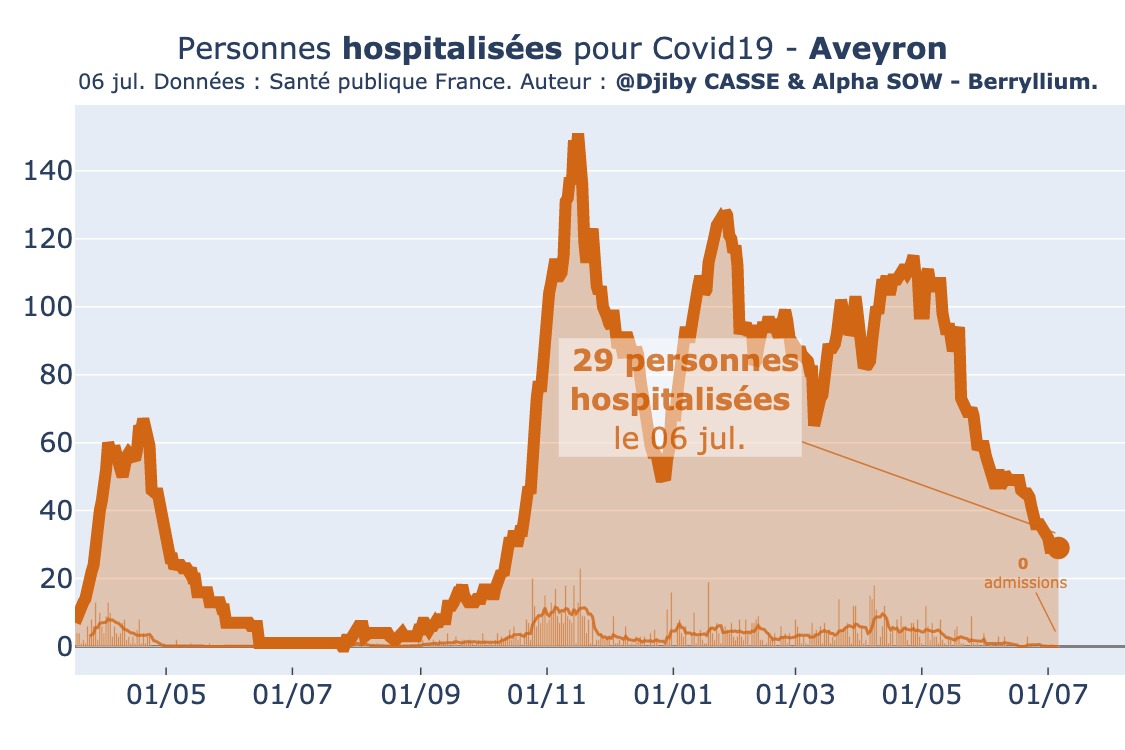 Personnes hospitalisées pour Covid19 - Aveyron
06 jul. Données : Santé publique France. Auteur : @Djiby CASSE & Alpha SOW - Berryllium.
140
120
100
80
60
40
20
0
29 personnes
hospitalisées
le 06 jul.
0
admissions
01/05 01/07 01/09 01/11 01/01 01/03 01/05 01/07